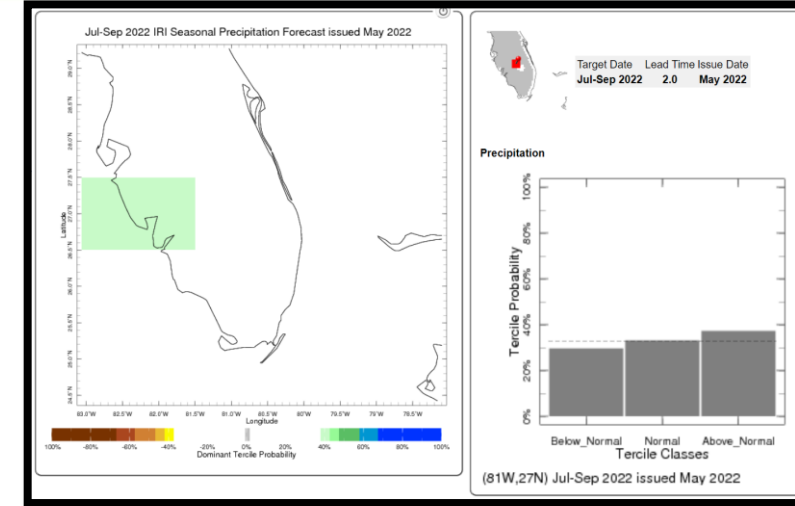 Jul-Sep 2022 IRI Seasonal Precipitation Forecast issued May 2022
Latitude
83.0°W 82.5°W 82.0°W 81.5°W 81.0°W 80.5°W 80°W 79.5°W 79°W 78.5°W
Longitude
100% -80% -60% -40% -20% 0% 20% 40% 60% 80% 100%
Dominant Tercile Probability
Target Date Lead Time Issue Date
Jul-Sep 2022 2.0 May 2022
Precipitation
100%
80%
60%
40%
20%
0%
Tercile Probability
Below_Normal Normal Above_Normal
Tercile Classes
(81W,27N) Jul-Sep 2022 issued May 2022